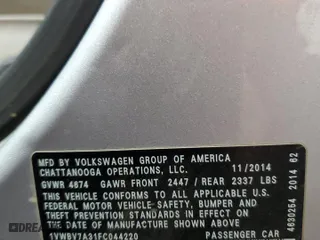 MFD BY VOLKSWAGEN GROUP OF AMERICA
CHATTANOOGA OPERATIONS, LLC. 11/2014
GVWR 4674 GAWR FRONT 2447 / REAR 2337 LBS
THIS VEHICLE CONFORMS TO ALL APPLICABLE U.S.
FEDERAL MOTOR VEHICLE SAFETY, BUMPER AND
THEFT PREVENTION STANDARDS IN EFFECT ON THE
DATE OF MANUFACTURE SHOWN ABOVE
1VWBV7A31FC044220 PASSENGER CAR
4690264 2014 62